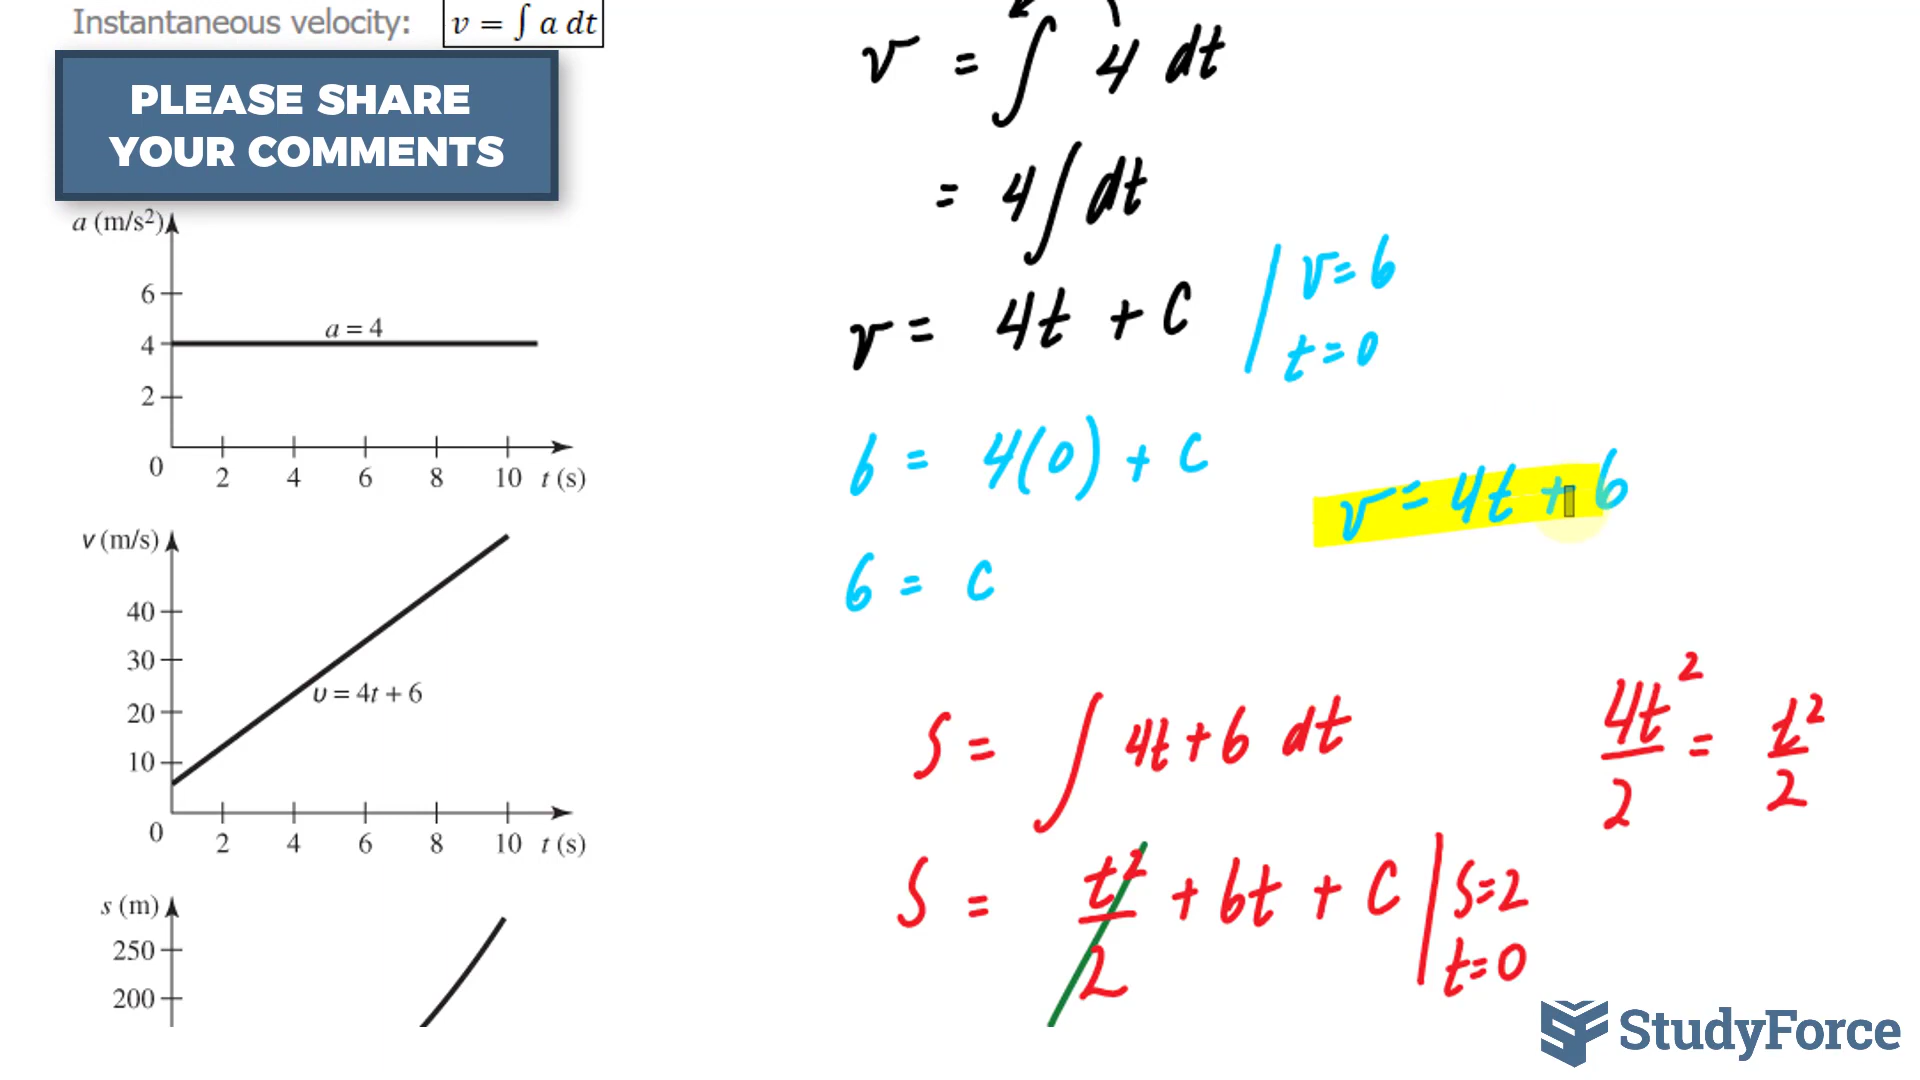 Instantaneous velocity: v = ∫ a dt
PLEASE SHARE
YOUR COMMENTS
a (m/s²)
6
a = 4
4
2
0
2 4 6 8 10 t (s)
v (m/s)
40
30
υ = 4t + 6
20
10
0
2 4 6 8 10 t (s)
s (m)
250
200
v = ∫ 4 dt
= 4 ∫ dt
v = 4t + C | v = 6
t = 0
6 = 4(0) + C
v = 4t + 6
6 = C
S = ∫ 4t + 6 dt
4t²/2 = t²/2
S = t²/2 + 6t + C | S = 2
t = 0
StudyForce